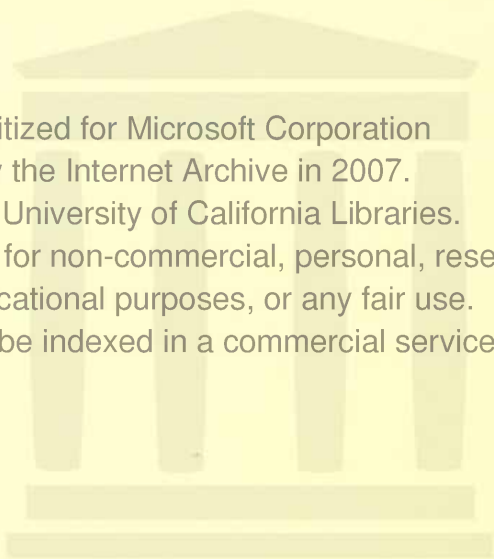 itized for Microsoft Corporation
the Internet Archive in 2007.
University of California Libraries.
for non-commercial, personal, rese
cational purposes, or any fair use.
be indexed in a commercial service